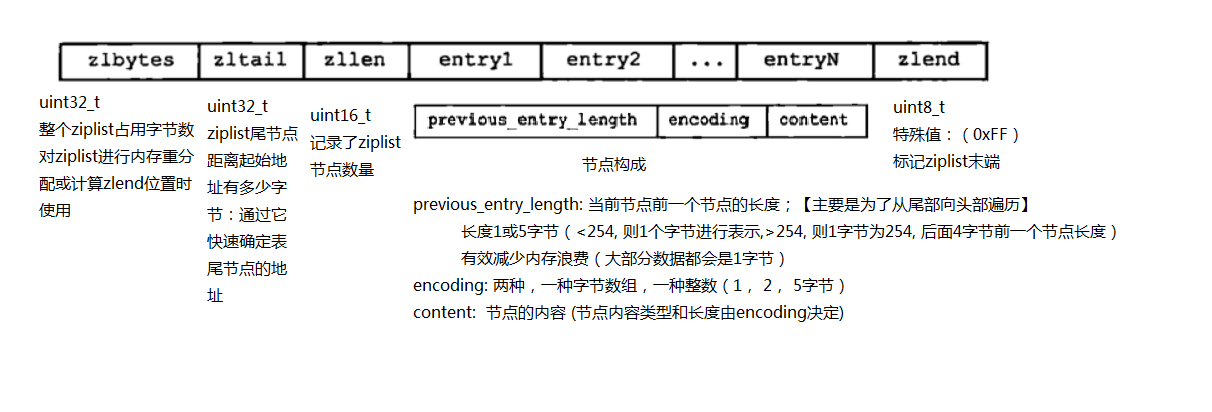 zlbytes zltail zllen entry1 entry2 ... entryN zlend
uint32_t
整个ziplist占用字节数
对ziplist进行内存重分
配或计算zlend位置时
使用
uint32_t
ziplist尾节点
距离起始地
址有多少字
节：通过它
快速确定表
尾节点的地
址
uint16_t
记录了ziplist
节点数量
previous_entry_length encoding content
节点构成
uint8_t
特殊值：（0xFF）
标记ziplist末端
previous_entry_length: 当前节点前一个节点的长度；【主要是为了从尾部向头部遍历】
长度1或5字节（<254, 则1个字节进行表示,>254, 则1字节为254, 后面4字节前一个节点长度）
有效减少内存浪费（大部分数据都会是1字节）
encoding: 两种，一种字节数组，一种整数（1， 2， 5字节）
content: 节点的内容 (节点内容类型和长度由encoding决定)